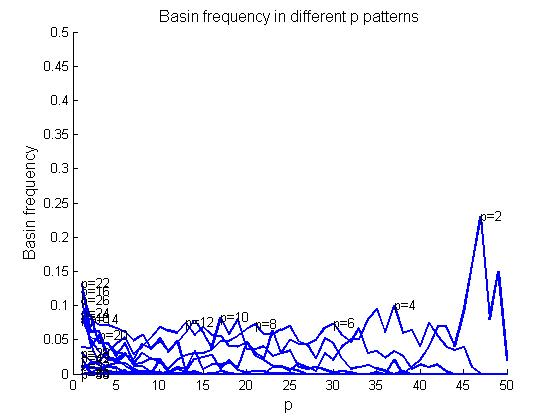 Basin frequency in different p patterns
0.5
0.45
0.4
0.35
0.3
0.25
0.2
0.15
0.1
0.05
0
Basin frequency
p=2
p=4
p=6
p=8
p=10
p=12
p=14
p=22
p=16
p=26
p=24
p=20
0 5 10 15 20 25 30 35 40 45 50
p